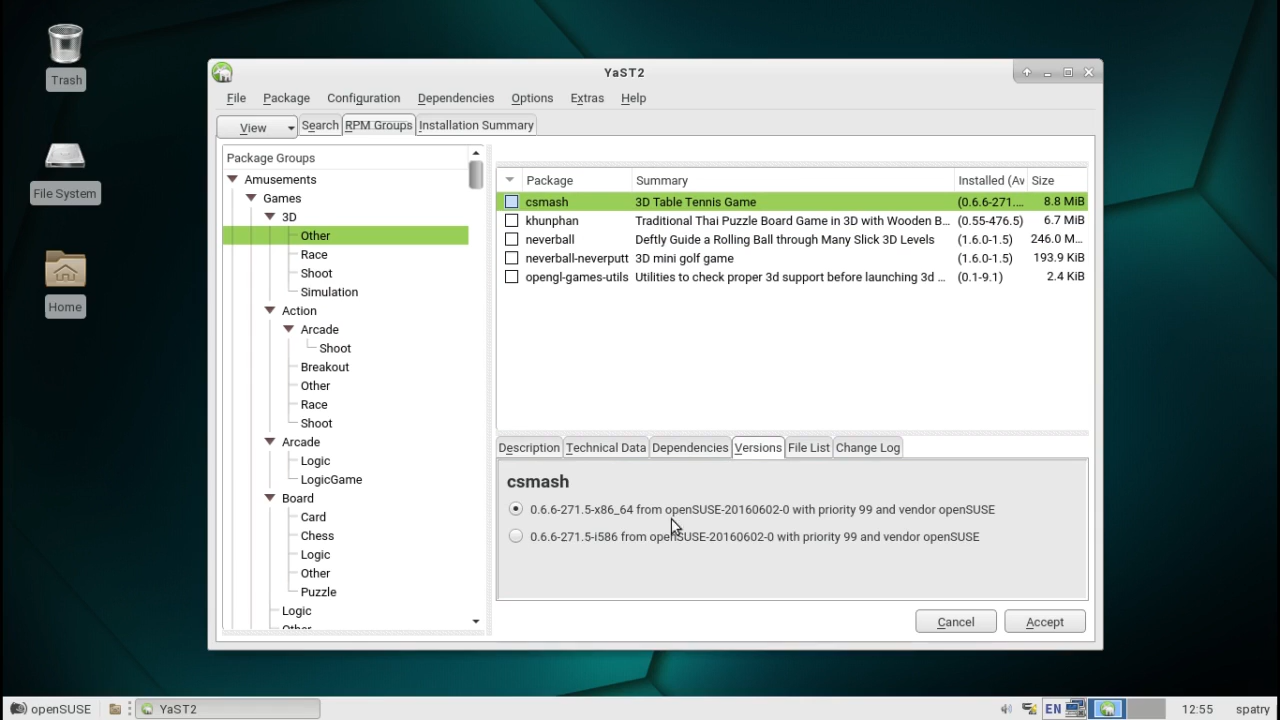 Trash
File System
Home
YaST2
File Package Configuration Dependencies Options Extras Help
View Search RPM Groups Installation Summary
Package Groups
Amusements
Games
3D
Other
Race
Shoot
Simulation
Action
Arcade
Shoot
Breakout
Other
Race
Shoot
Arcade
Logic
LogicGame
Board
Card
Chess
Logic
Other
Puzzle
Logic
Other
Package Summary Installed (Av Size
csmash 3D Table Tennis Game (0.6.6-271.... 8.8 MiB
khunphan Traditional Thai Puzzle Board Game in 3D with Wooden B... (0.55-476.5) 6.7 MiB
neverball Deftly Guide a Rolling Ball through Many Slick 3D Levels (1.6.0-1.5) 246.0 M...
neverball-neverputt 3D mini golf game (1.6.0-1.5) 193.9 KiB
opengl-games-utils Utilities to check proper 3d support before launching 3d ... (0.1-9.1) 2.4 KiB
Description Technical Data Dependencies Versions File List Change Log
csmash
0.6.6-271.5-x86_64 from openSUSE-20160602-0 with priority 99 and vendor openSUSE
0.6.6-271.5-i586 from openSUSE-20160602-0 with priority 99 and vendor openSUSE
Cancel Accept
openSUSE YaST2 EN 12:55 spatry